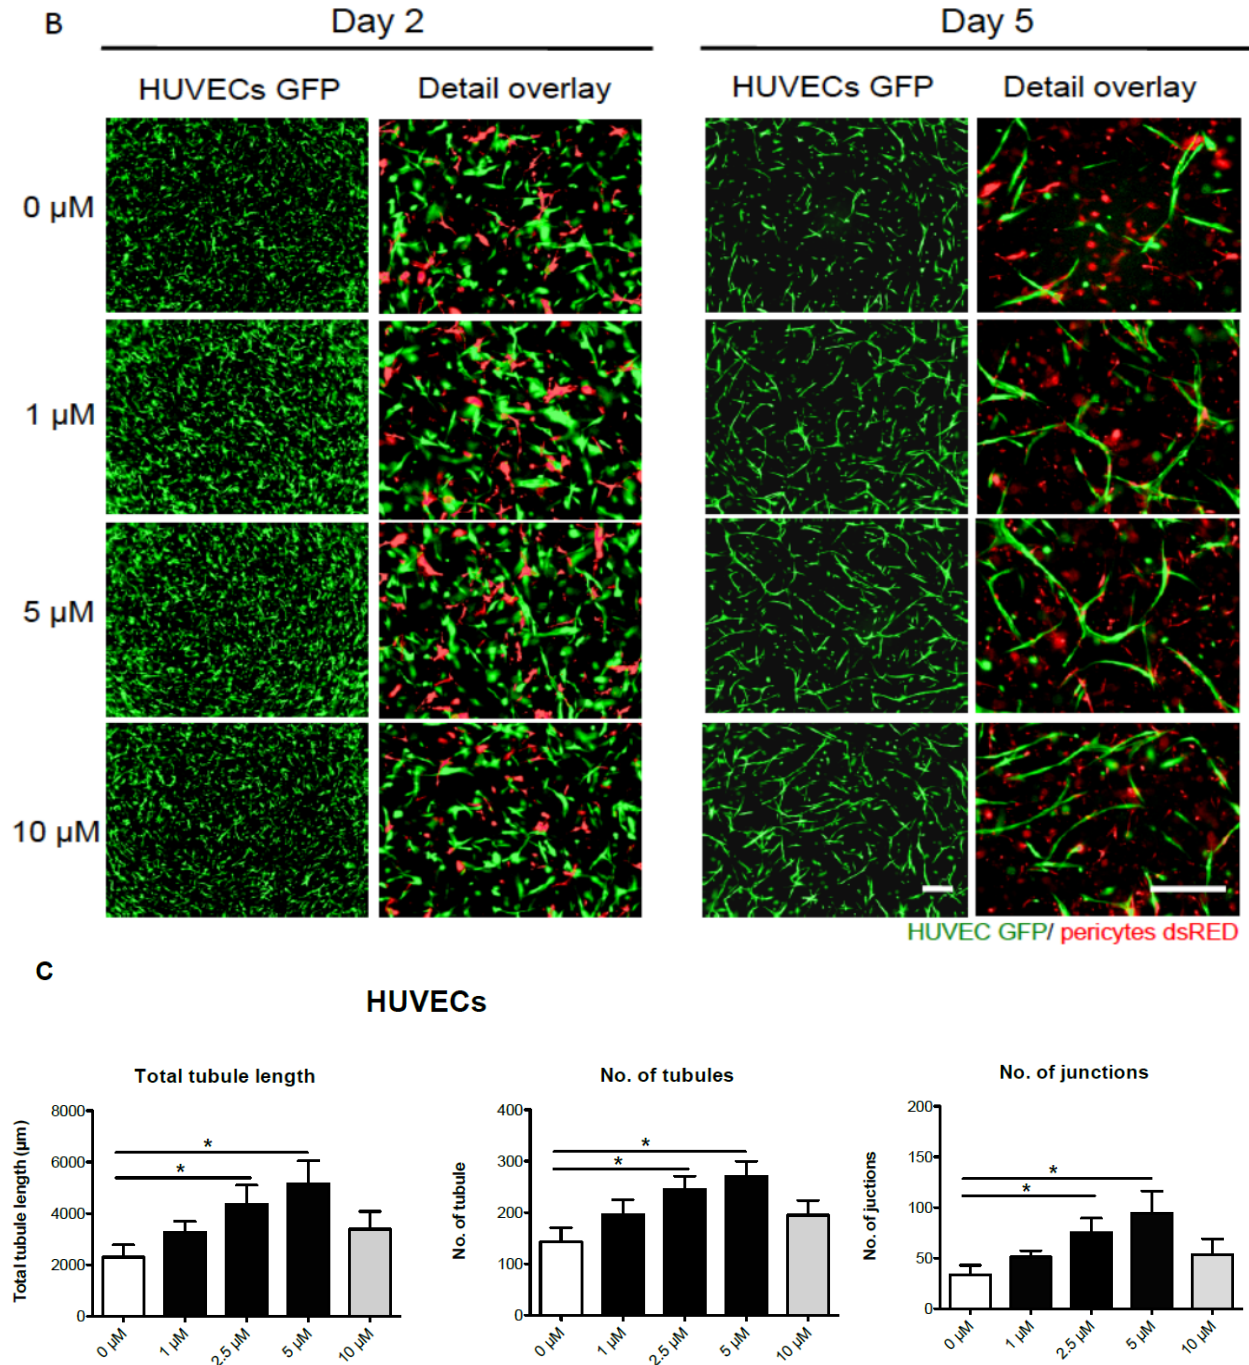 B
Day 2
Day 5
HUVECs GFP
Detail overlay
HUVECs GFP
Detail overlay
0 µM
1 µM
5 µM
10 µM
HUVEC GFP/ pericytes dsRED
C
HUVECs
Total tubule length
Total tubule length (µm)
8000
6000
4000
2000
0
*
*
0 µM
1 µM
2.5 µM
5 µM
10 µM
No. of tubules
No. of tubule
400
300
200
100
0
*
*
0 µM
1 µM
2.5 µM
5 µM
10 µM
No. of junctions
No. of juctions
200
150
100
50
0
*
*
0 µM
1 µM
2.5 µM
5 µM
10 µM